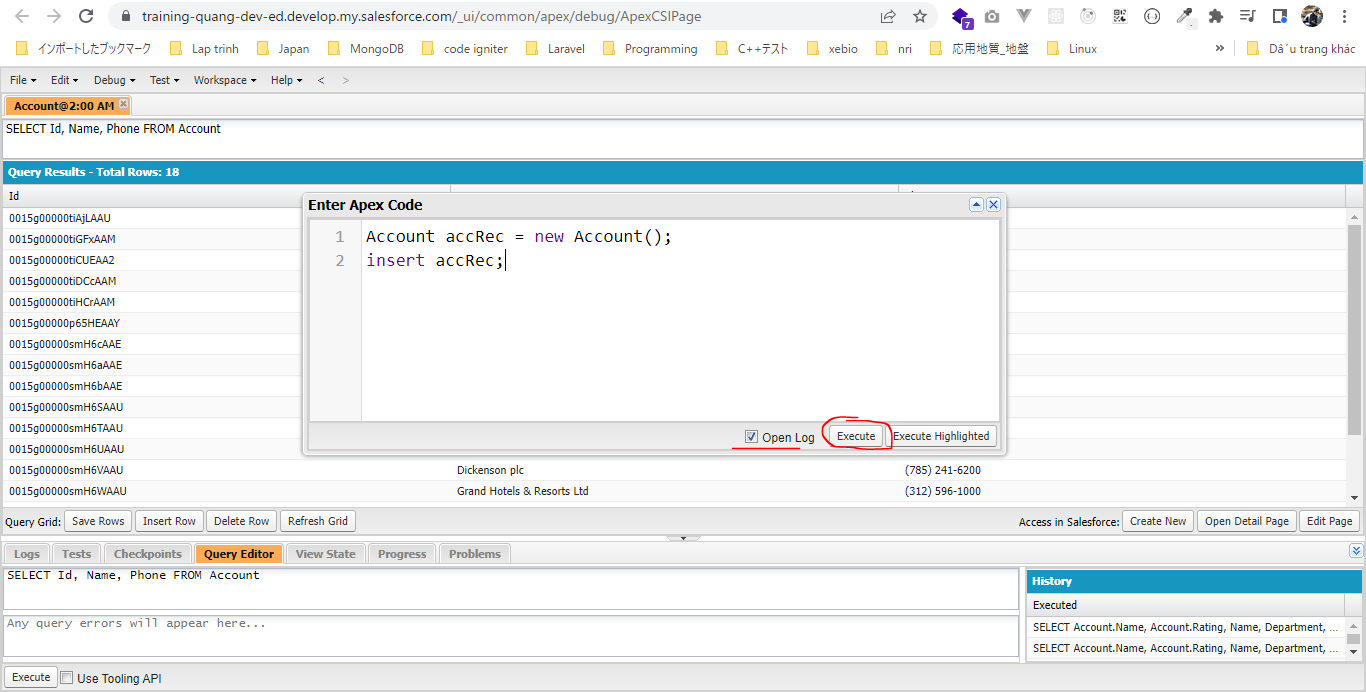 training-quang-dev-ed.develop.my.salesforce.com/_ui/common/apex/debug/ApexCSIPage
7
インポートしたブックマーク Lap trinh Japan MongoDB code igniter Laravel Programming C++テスト xebio nri 応用地質_地盤 Linux » Dấu trang khác
File Edit Debug Test Workspace Help < >
Account@2:00 AM
SELECT Id, Name, Phone FROM Account
Query Results - Total Rows: 18
Id
0015g00000tiAjLAAU
0015g00000tiGFxAAM
0015g00000tiCUEAA2
0015g00000tiDCcAAM
0015g00000tiHCrAAM
0015g00000p65HEAAY
0015g00000smH6cAAE
0015g00000smH6aAAE
0015g00000smH6bAAE
0015g00000smH6SAAU
0015g00000smH6TAAU
0015g00000smH6UAAU
0015g00000smH6VAAU Dickenson plc (785) 241-6200
0015g00000smH6WAAU Grand Hotels & Resorts Ltd (312) 596-1000
Enter Apex Code
1 Account accRec = new Account();
2 insert accRec;
Open Log Execute Execute Highlighted
Query Grid: Save Rows Insert Row Delete Row Refresh Grid Access in Salesforce: Create New Open Detail Page Edit Page
Logs Tests Checkpoints Query Editor View State Progress Problems
SELECT Id, Name, Phone FROM Account
Any query errors will appear here...
History
Executed
SELECT Account.Name, Account.Rating, Name, Department, ...
SELECT Account.Name, Account.Rating, Name, Department, ...
Execute Use Tooling API